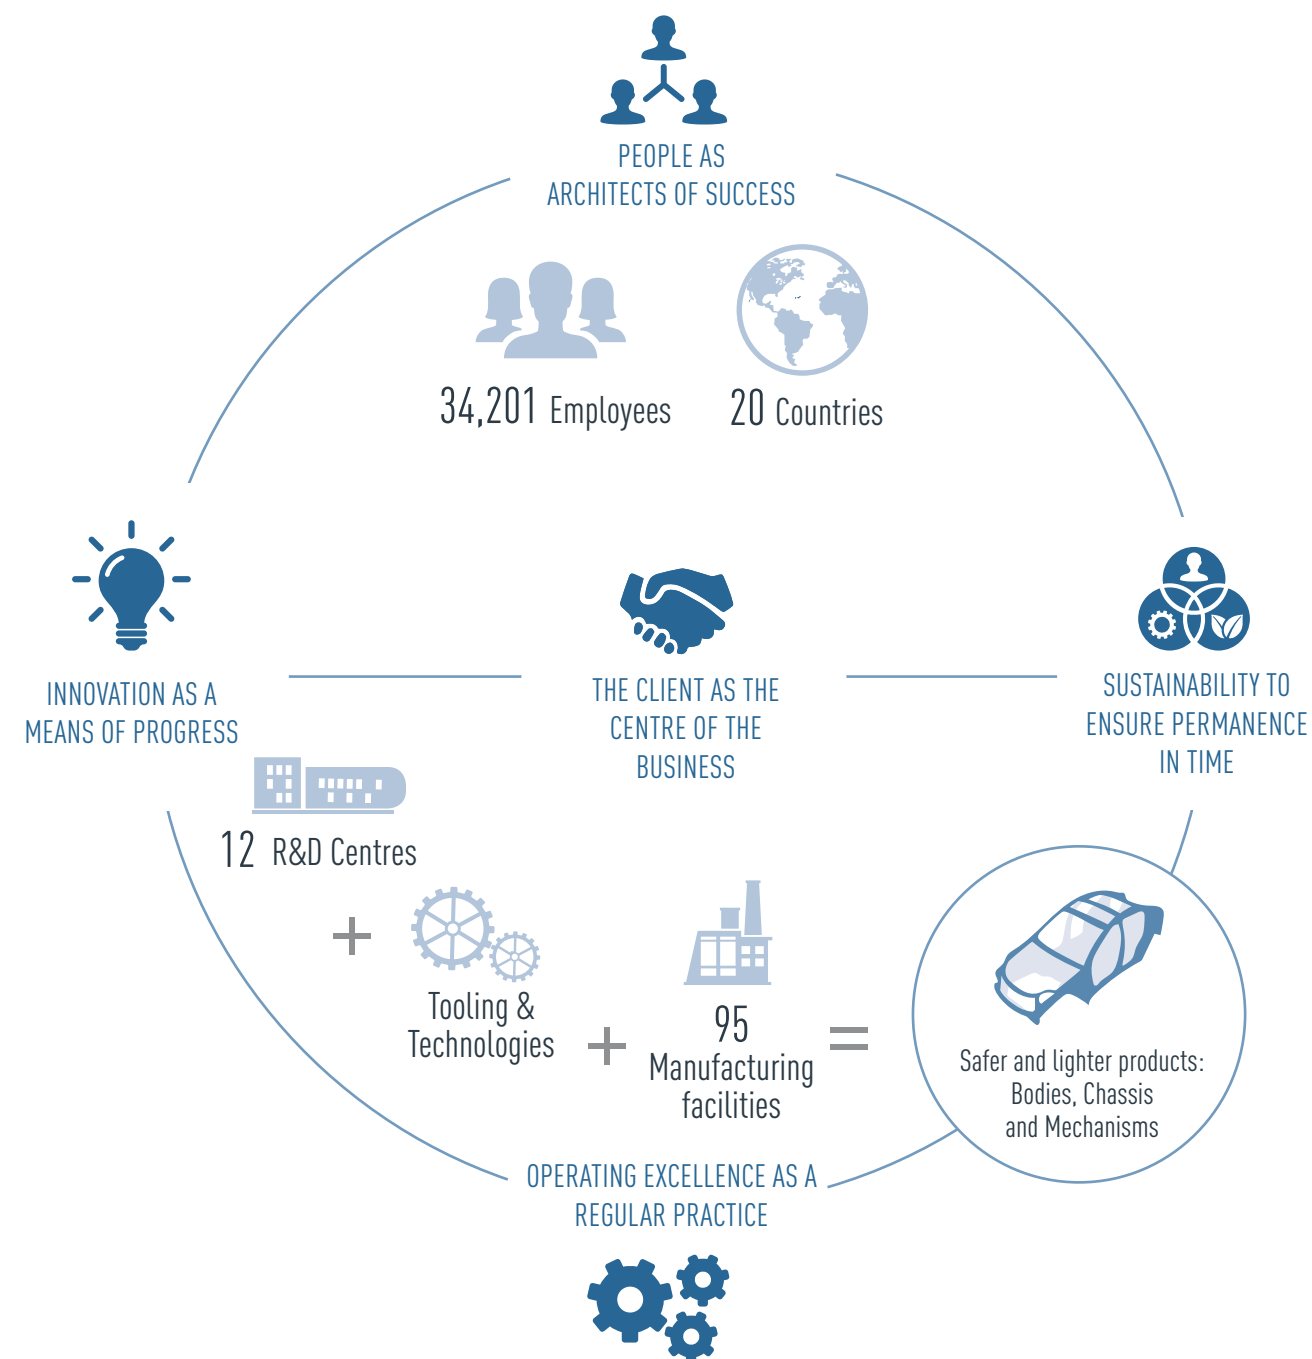 PEOPLE AS
ARCHITECTS OF SUCCESS
34,201 Employees
20 Countries
INNOVATION AS A
MEANS OF PROGRESS
THE CLIENT AS THE
CENTRE OF THE
BUSINESS
SUSTAINABILITY TO
ENSURE PERMANENCE
IN TIME
12 R&D Centres
+
Tooling &
Technologies
+
95
Manufacturing
facilities
=
Safer and lighter products:
Bodies, Chassis
and Mechanisms
OPERATING EXCELLENCE AS A
REGULAR PRACTICE